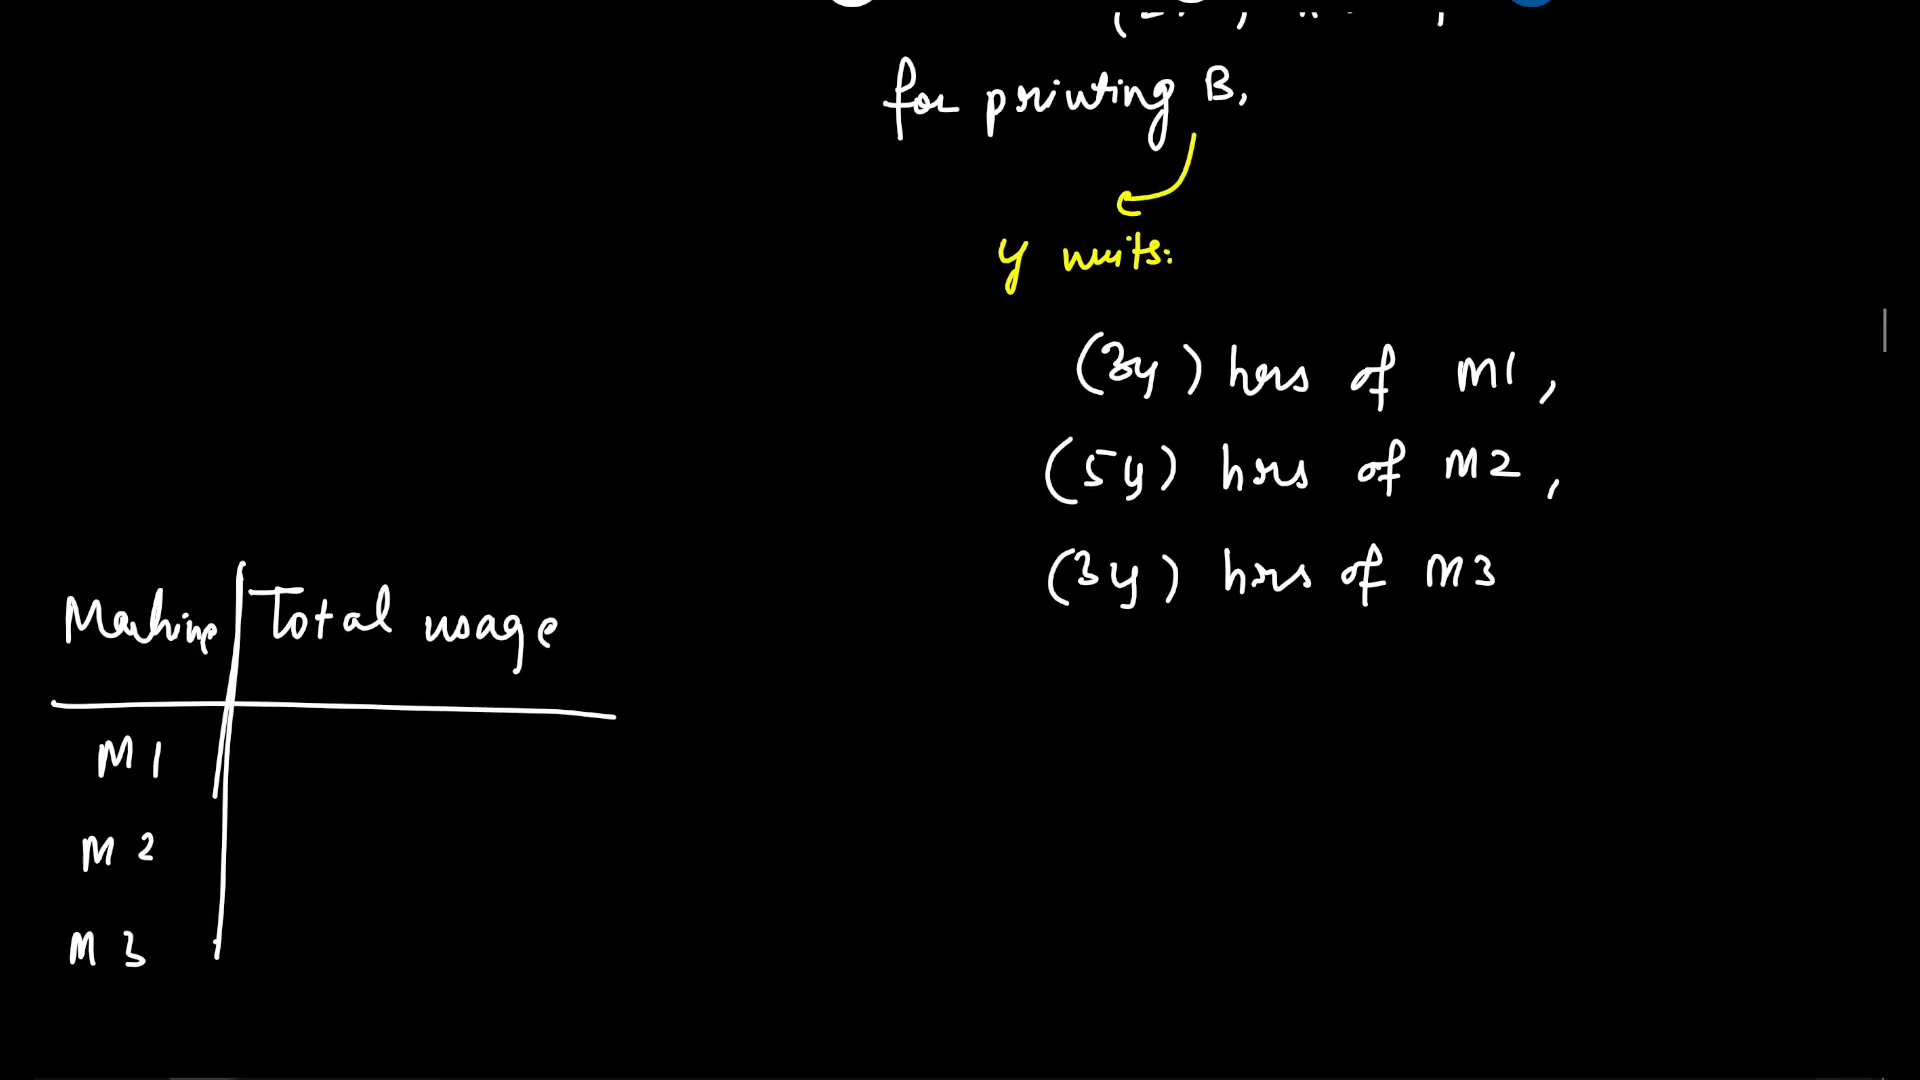 for printing B,
y units:
(3y) hrs of M1,
(5y) hrs of M2,
(3y) hrs of M3
Machine Total usage
M1
M2
M3